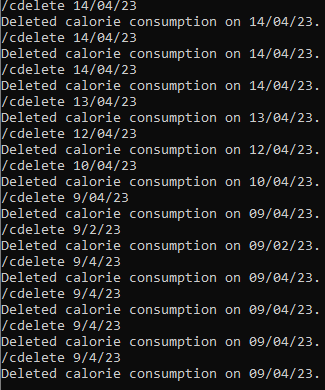 /cdelete 14/04/23
Deleted calorie consumption on 14/04/23.
/cdelete 14/04/23
Deleted calorie consumption on 14/04/23.
/cdelete 14/04/23
Deleted calorie consumption on 14/04/23.
/cdelete 13/04/23
Deleted calorie consumption on 13/04/23.
/cdelete 12/04/23
Deleted calorie consumption on 12/04/23.
/cdelete 10/04/23
Deleted calorie consumption on 10/04/23.
/cdelete 9/04/23
Deleted calorie consumption on 09/04/23.
/cdelete 9/2/23
Deleted calorie consumption on 09/02/23.
/cdelete 9/4/23
Deleted calorie consumption on 09/04/23.
/cdelete 9/4/23
Deleted calorie consumption on 09/04/23.
/cdelete 9/4/23
Deleted calorie consumption on 09/04/23.
/cdelete 9/4/23
Deleted calorie consumption on 09/04/23.